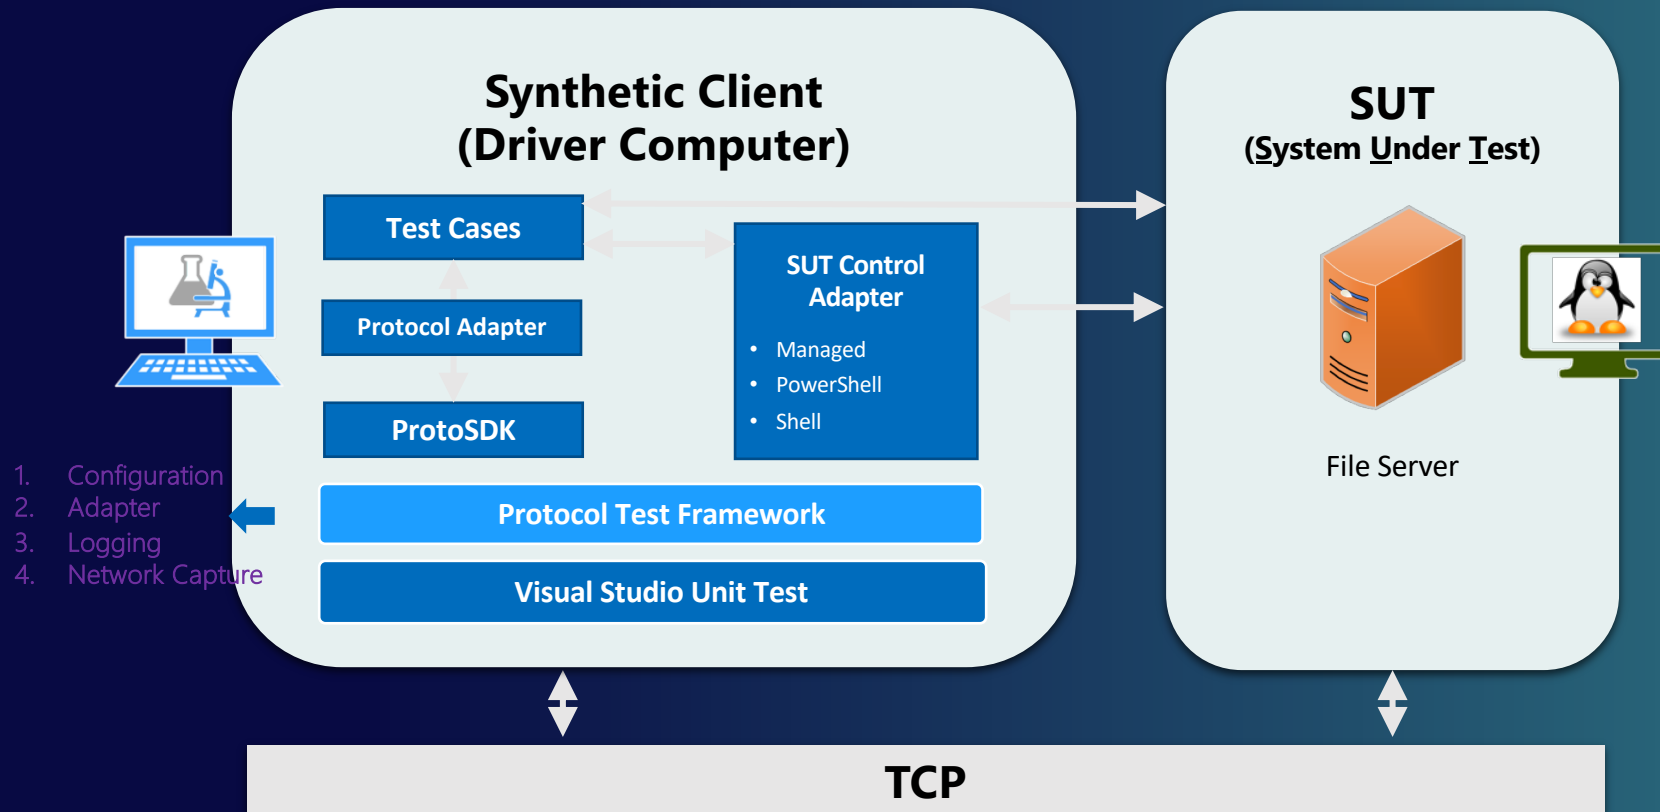 Synthetic Client
(Driver Computer)
Test Cases
Protocol Adapter
ProtoSDK
SUT Control
Adapter
• Managed
• PowerShell
• Shell
Protocol Test Framework
Visual Studio Unit Test
1. Configuration
2. Adapter
3. Logging
4. Network Capture
SUT
(System Under Test)
File Server
TCP